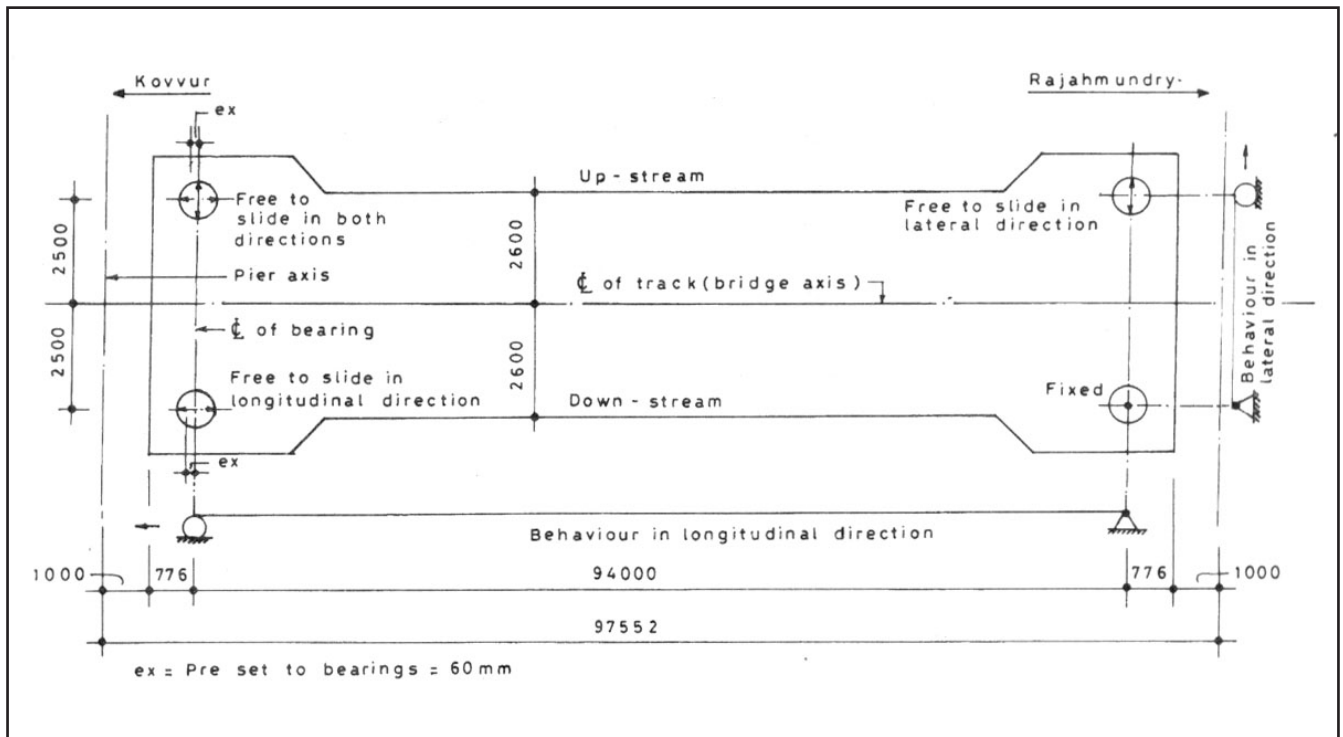 Kovvur
Rajahmundry
ex
Up - stream
Free to
slide in both
directions
Free to slide in
lateral direction
2500
2600
Pier axis
℄ of track (bridge axis)
℄ of bearing
2500
2600
Behaviour in
lateral direction
Free to slide in
longitudinal direction
Fixed
Down - stream
ex
Behaviour in longitudinal direction
1000
776
94000
776
1000
97552
ex = Pre set to bearings = 60mm